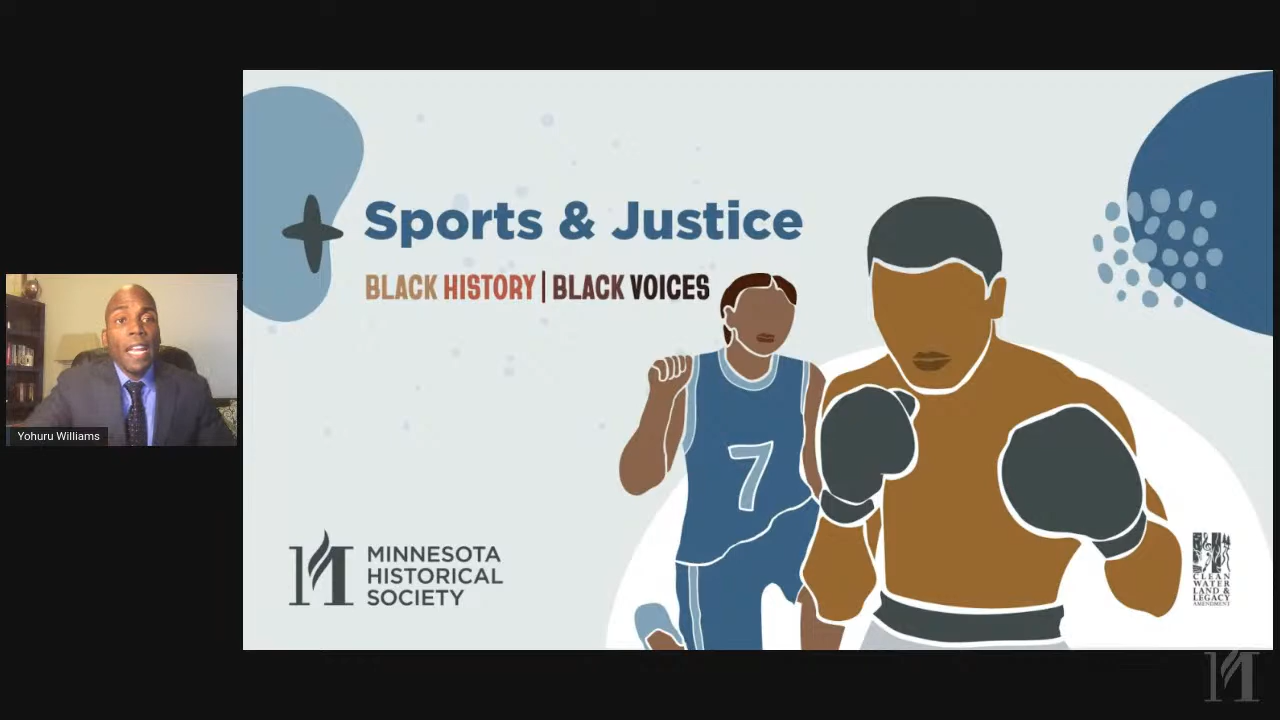 Sports & Justice
BLACK HISTORY | BLACK VOICES
7
Yohuru Williams
MINNESOTA
HISTORICAL
SOCIETY
CLEAN
WATER
LAND &
LEGACY
AMENDMENT